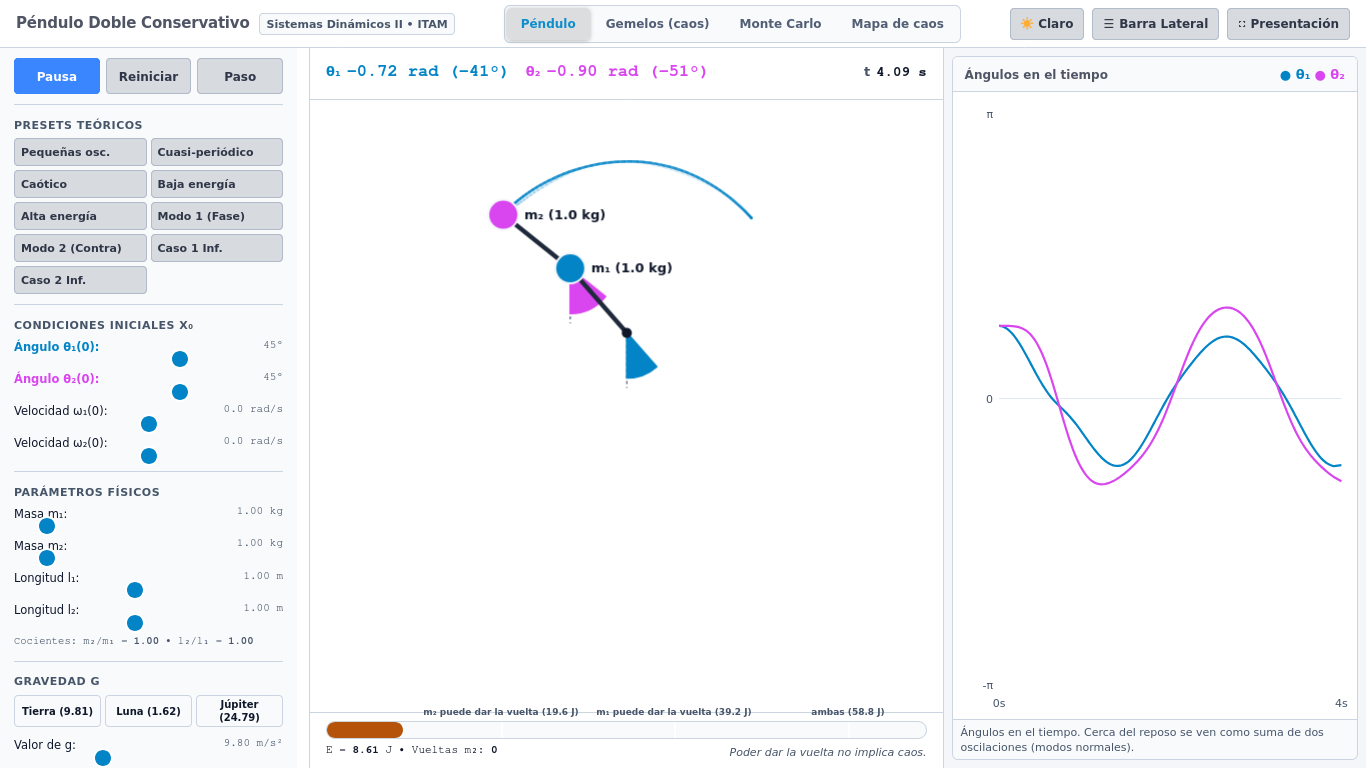 Péndulo Doble Conservativo
Sistemas Dinámicos II • ITAM
Péndulo
Gemelos (caos)
Monte Carlo
Mapa de caos
☀️ Claro
☰ Barra Lateral
Presentación
Pausa
Reiniciar
Paso
PRESETS TEÓRICOS
Pequeñas osc.
Cuasi-periódico
Caótico
Baja energía
Alta energía
Modo 1 (Fase)
Modo 2 (Contra)
Caso 1 Inf.
Caso 2 Inf.
CONDICIONES INICIALES X₀
Ángulo θ₁(0): 45°
Ángulo θ₂(0): 45°
Velocidad ω₁(0): 0.0 rad/s
Velocidad ω₂(0): 0.0 rad/s
PARÁMETROS FÍSICOS
Masa m₁: 1.00 kg
Masa m₂: 1.00 kg
Longitud l₁: 1.00 m
Longitud l₂: 1.00 m
Cocientes: m₂/m₁ = 1.00 • l₂/l₁ = 1.00
GRAVEDAD G
Tierra (9.81)
Luna (1.62)
Júpiter
(24.79)
Valor de g: 9.80 m/s²
θ₁ −0.72 rad (−41°) θ₂ −0.90 rad (−51°)
t 4.09 s
m₂ (1.0 kg)
m₁ (1.0 kg)
m₂ puede dar la vuelta (19.6 J)
m₁ puede dar la vuelta (39.2 J)
ambas (58.8 J)
E = 8.61 J • Vueltas m₂: 0
Poder dar la vuelta no implica caos.
Ángulos en el tiempo
θ₁ θ₂
π
0
-π
0s
4s
Ángulos en el tiempo. Cerca del reposo se ven como suma de dos
oscilaciones (modos normales).